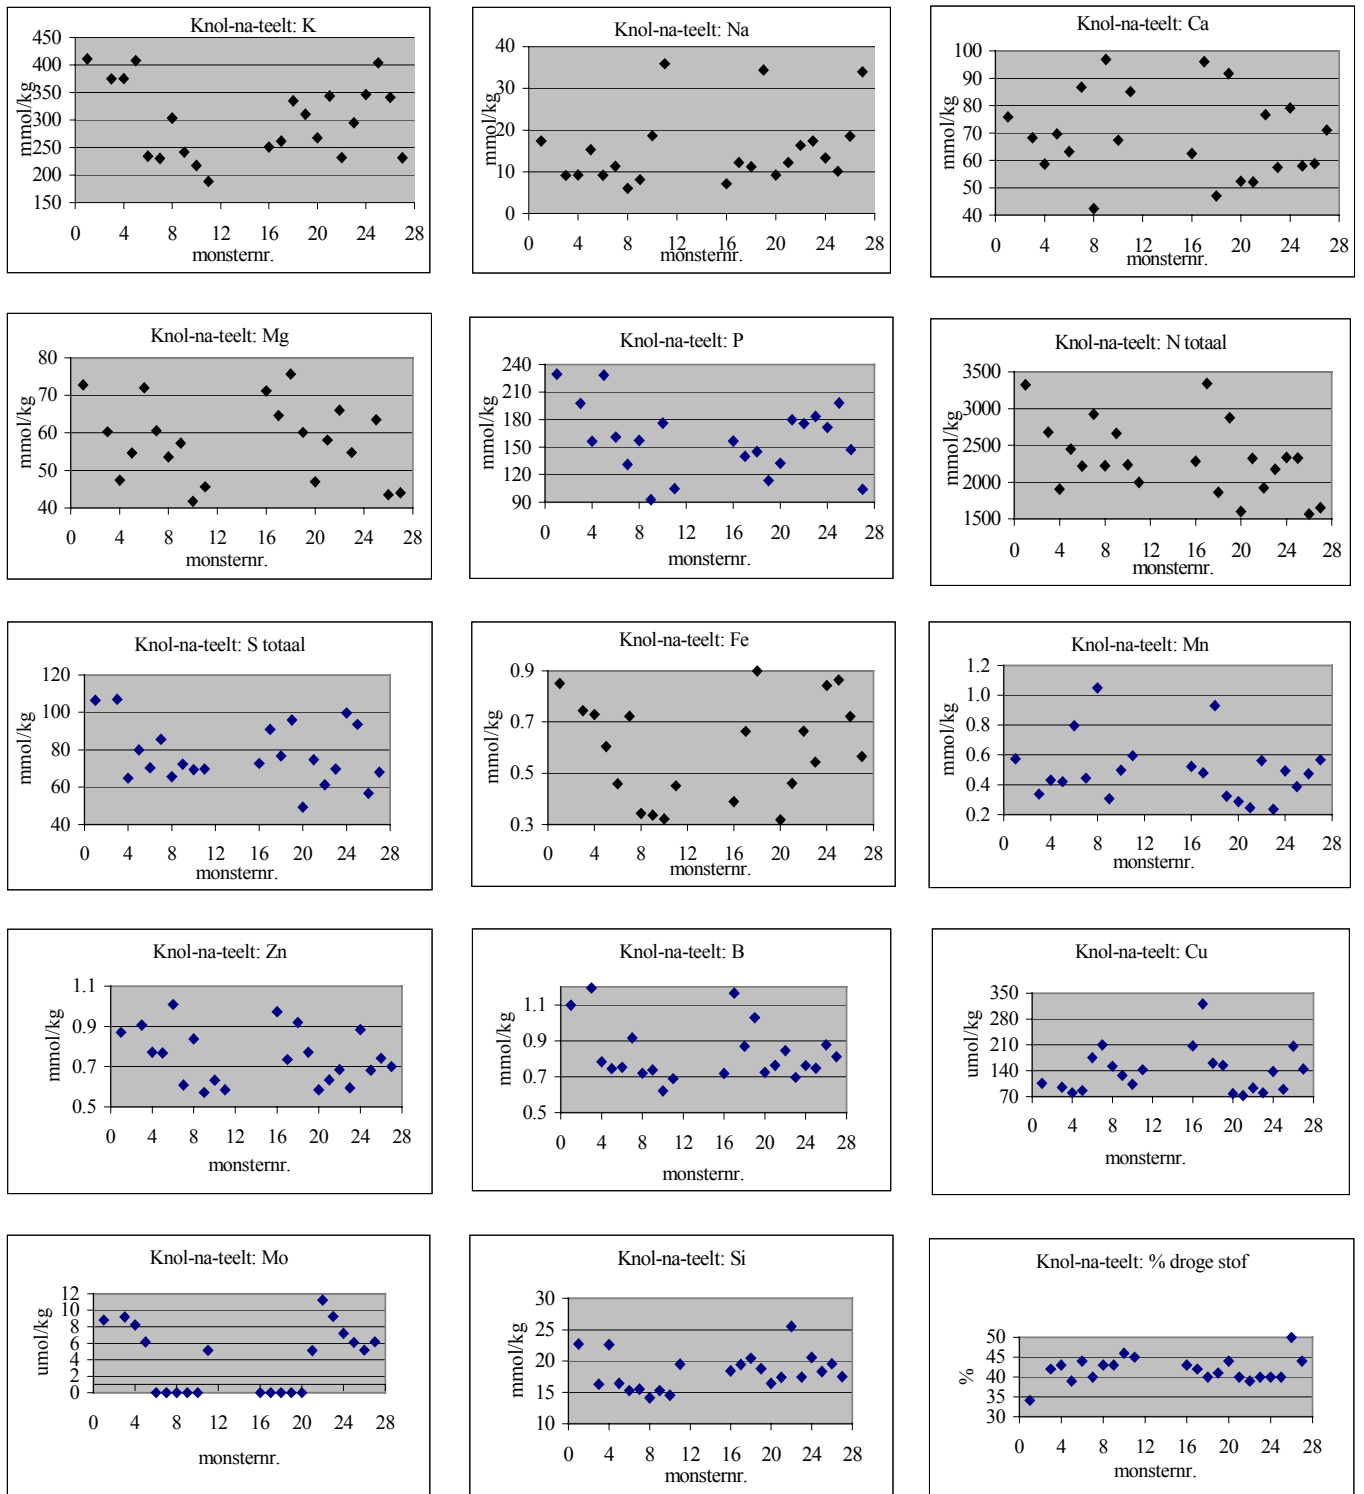 Knol-na-teelt: K
mmol/kg
450
400
350
300
250
200
150
0 4 8 12 16 20 24 28
monsternr.
Knol-na-teelt: Na
mmol/kg
40
30
20
10
0
0 4 8 12 16 20 24 28
monsternr.
Knol-na-teelt: Ca
mmol/kg
100
90
80
70
60
50
40
0 4 8 12 16 20 24 28
monsternr.
Knol-na-teelt: Mg
mmol/kg
80
70
60
50
40
0 4 8 12 16 20 24 28
monsternr.
Knol-na-teelt: P
mmol/kg
240
210
180
150
120
90
0 4 8 12 16 20 24 28
monsternr.
Knol-na-teelt: N totaal
mmol/kg
3500
3000
2500
2000
1500
0 4 8 12 16 20 24 28
monsternr.
Knol-na-teelt: S totaal
mmol/kg
120
100
80
60
40
0 4 8 12 16 20 24 28
monsternr.
Knol-na-teelt: Fe
mmol/kg
0.9
0.7
0.5
0.3
0 4 8 12 16 20 24 28
monsternr.
Knol-na-teelt: Mn
mmol/kg
1.2
1.0
0.8
0.6
0.4
0.2
0 4 8 12 16 20 24 28
monsternr.
Knol-na-teelt: Zn
mmol/kg
1.1
0.9
0.7
0.5
0 4 8 12 16 20 24 28
monsternr.
Knol-na-teelt: B
mmol/kg
1.1
0.9
0.7
0.5
0 4 8 12 16 20 24 28
monsternr.
Knol-na-teelt: Cu
umol/kg
350
280
210
140
70
0 4 8 12 16 20 24 28
monsternr.
Knol-na-teelt: Mo
umol/kg
12
10
8
6
4
2
0
0 4 8 12 16 20 24 28
monsternr.
Knol-na-teelt: Si
mmol/kg
30
25
20
15
10
0 4 8 12 16 20 24 28
monsternr.
Knol-na-teelt: % droge stof
%
50
45
40
35
30
0 4 8 12 16 20 24 28
monsternr.